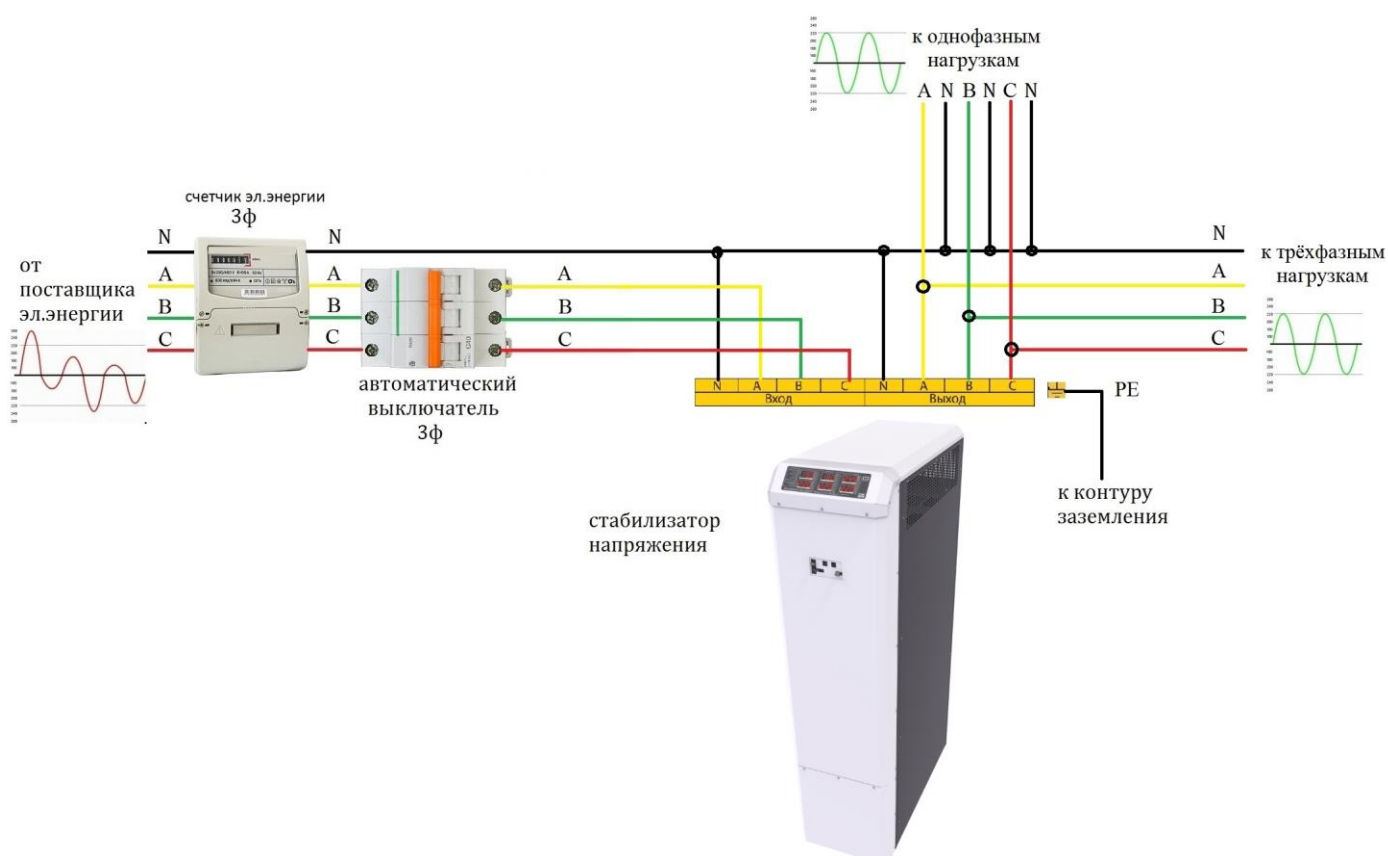 к однофазным
нагрузкам
A N B N C N
счетчик эл.энергии
3ф
N
N
N
от
поставщика
эл.энергии
A
A
A
A
B
B
B
B
C
C
C
C
к трёхфазным
нагрузкам
автоматический
выключатель
3ф
N A B C N A B C
Вход
Выход
PE
к контуру
заземления
стабилизатор
напряжения